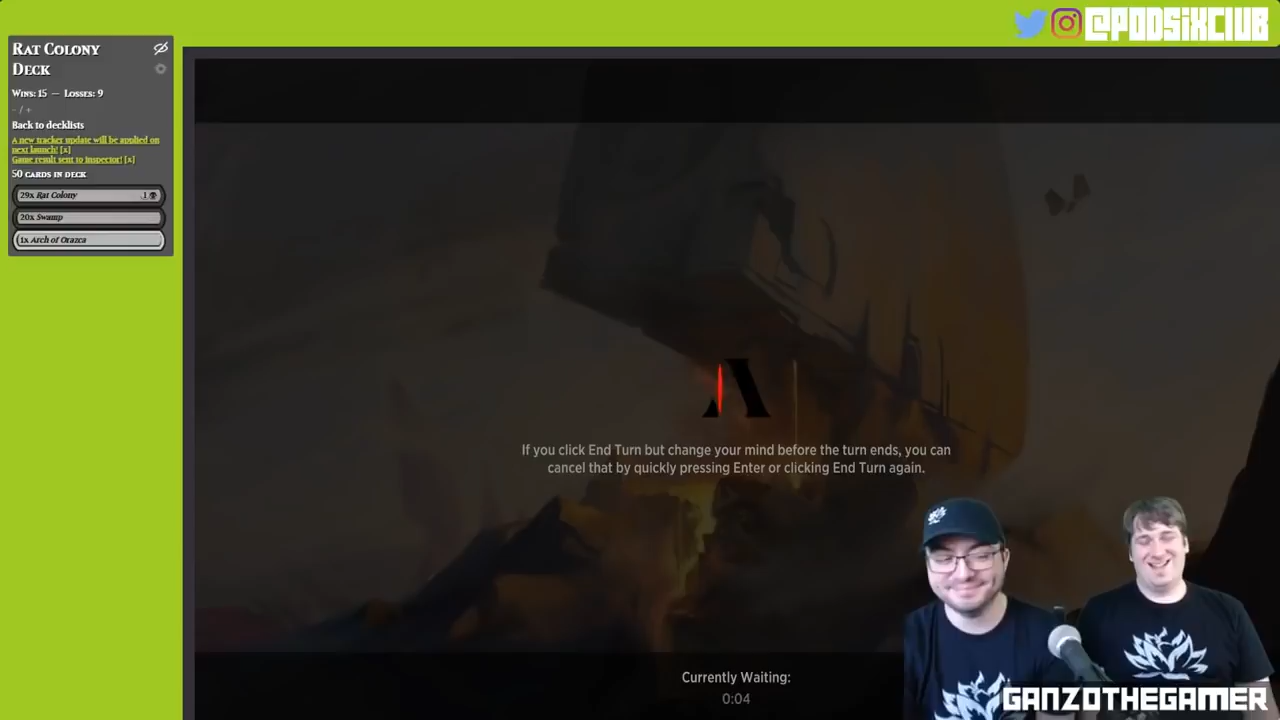 @PODSIXCLUB
RAT COLONY
DECK
WINS: 15 — LOSSES: 9
- / +
BACK TO DECKLISTS
A new tracker update will be applied on
next launch! [x]
Game result sent to inspector! [x]
50 CARDS IN DECK
29x Rat Colony 1
20x Swamp
1x Arch of Orazca
If you click End Turn but change your mind before the turn ends, you can
cancel that by quickly pressing Enter or clicking End Turn again.
Currently Waiting:
0:04
GANZOTHEGAMER